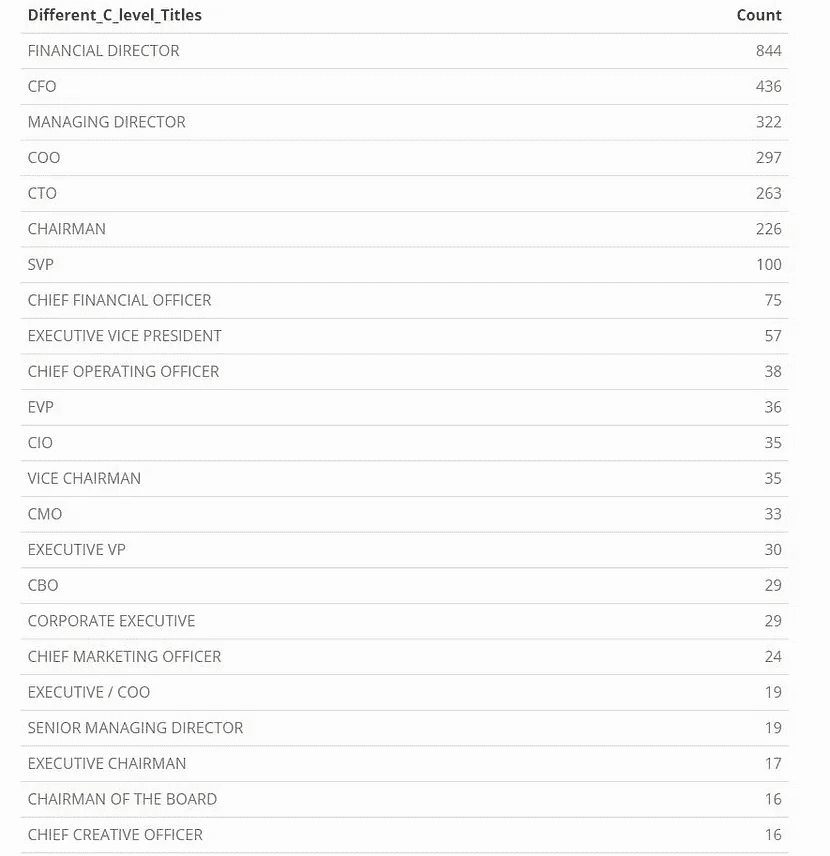 Different_C_level_Titles Count
FINANCIAL DIRECTOR 844
CFO 436
MANAGING DIRECTOR 322
COO 297
CTO 263
CHAIRMAN 226
SVP 100
CHIEF FINANCIAL OFFICER 75
EXECUTIVE VICE PRESIDENT 57
CHIEF OPERATING OFFICER 38
EVP 36
CIO 35
VICE CHAIRMAN 35
CMO 33
EXECUTIVE VP 30
CBO 29
CORPORATE EXECUTIVE 29
CHIEF MARKETING OFFICER 24
EXECUTIVE / COO 19
SENIOR MANAGING DIRECTOR 19
EXECUTIVE CHAIRMAN 17
CHAIRMAN OF THE BOARD 16
CHIEF CREATIVE OFFICER 16